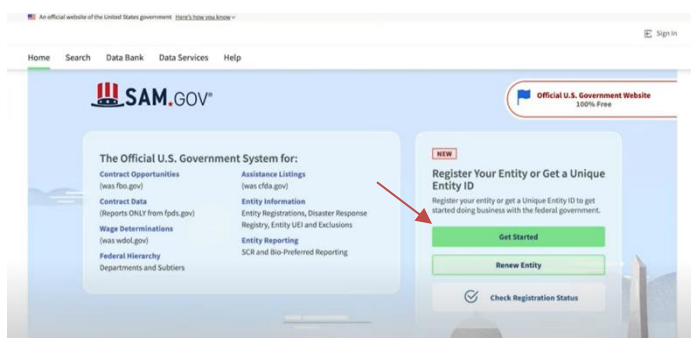 An official website of the United States government Here's how you know
Sign In
Home Search Data Bank Data Services Help
SAM.GOV®
Official U.S. Government Website
100% Free
The Official U.S. Government System for:
Contract Opportunities
(was fbo.gov)
Contract Data
(Reports ONLY from fpds.gov)
Wage Determinations
(was wdol.gov)
Federal Hierarchy
Departments and Subtiers
Assistance Listings
(was cfda.gov)
Entity Information
Entity Registrations, Disaster Response
Registry, Entity UEI and Exclusions
Entity Reporting
SCR and Bio-Preferred Reporting
NEW
Register Your Entity or Get a Unique
Entity ID
Register your entity or get a Unique Entity ID to get
started doing business with the federal government.
Get Started
Renew Entity
Check Registration Status